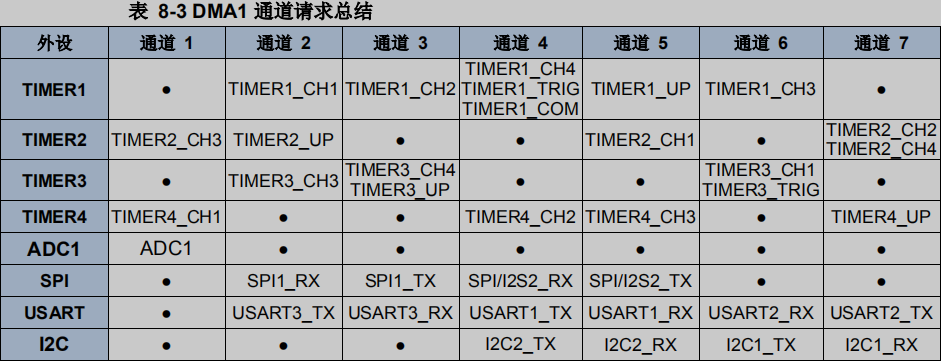 表 8-3 DMA1 通道请求总结
外设 通道 1 通道 2 通道 3 通道 4 通道 5 通道 6 通道 7
TIMER1 ● TIMER1_CH1 TIMER1_CH2 TIMER1_CH4 TIMER1_TRIG TIMER1_COM TIMER1_UP TIMER1_CH3 ●
TIMER2 TIMER2_CH3 TIMER2_UP ● ● TIMER2_CH1 ● TIMER2_CH2 TIMER2_CH4
TIMER3 ● TIMER3_CH3 TIMER3_CH4 TIMER3_UP ● ● TIMER3_CH1 TIMER3_TRIG ●
TIMER4 TIMER4_CH1 ● ● TIMER4_CH2 TIMER4_CH3 ● TIMER4_UP
ADC1 ADC1 ● ● ● ● ● ●
SPI ● SPI1_RX SPI1_TX SPI/I2S2_RX SPI/I2S2_TX ● ●
USART ● USART3_TX USART3_RX USART1_TX USART1_RX USART2_RX USART2_TX
I2C ● ● ● I2C2_TX I2C2_RX I2C1_TX I2C1_RX